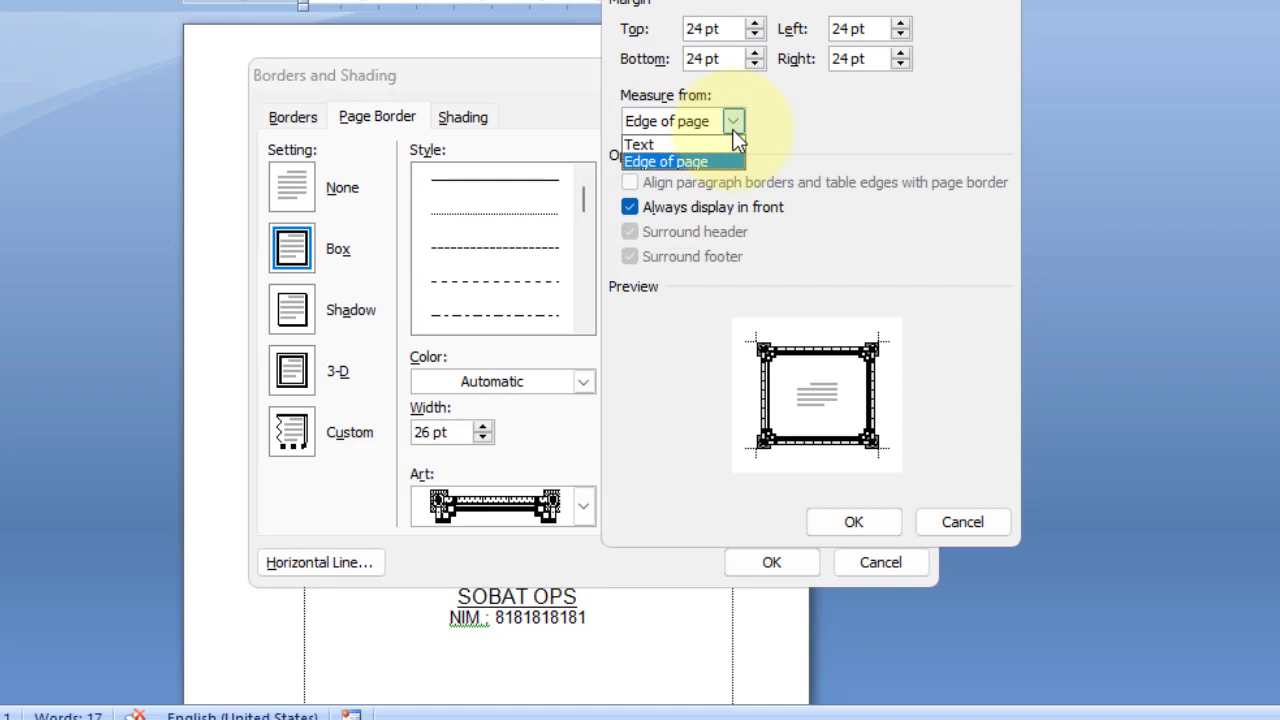 Margin
Top: 24 pt Left: 24 pt
Bottom: 24 pt Right: 24 pt
Borders and Shading
Measure from:
Borders Page Border Shading
Edge of page
Text
Edge of page
Setting: Style:
Align paragraph borders and table edges with page border
None
Always display in front
Surround header
Box
Surround footer
Preview
Shadow
Color:
3-D
Automatic
Width:
Custom
26 pt
Art:
OK Cancel
Horizontal Line... OK Cancel
SOBAT OPS
NIM : 8181818181
1 Words: 17 English (United States)